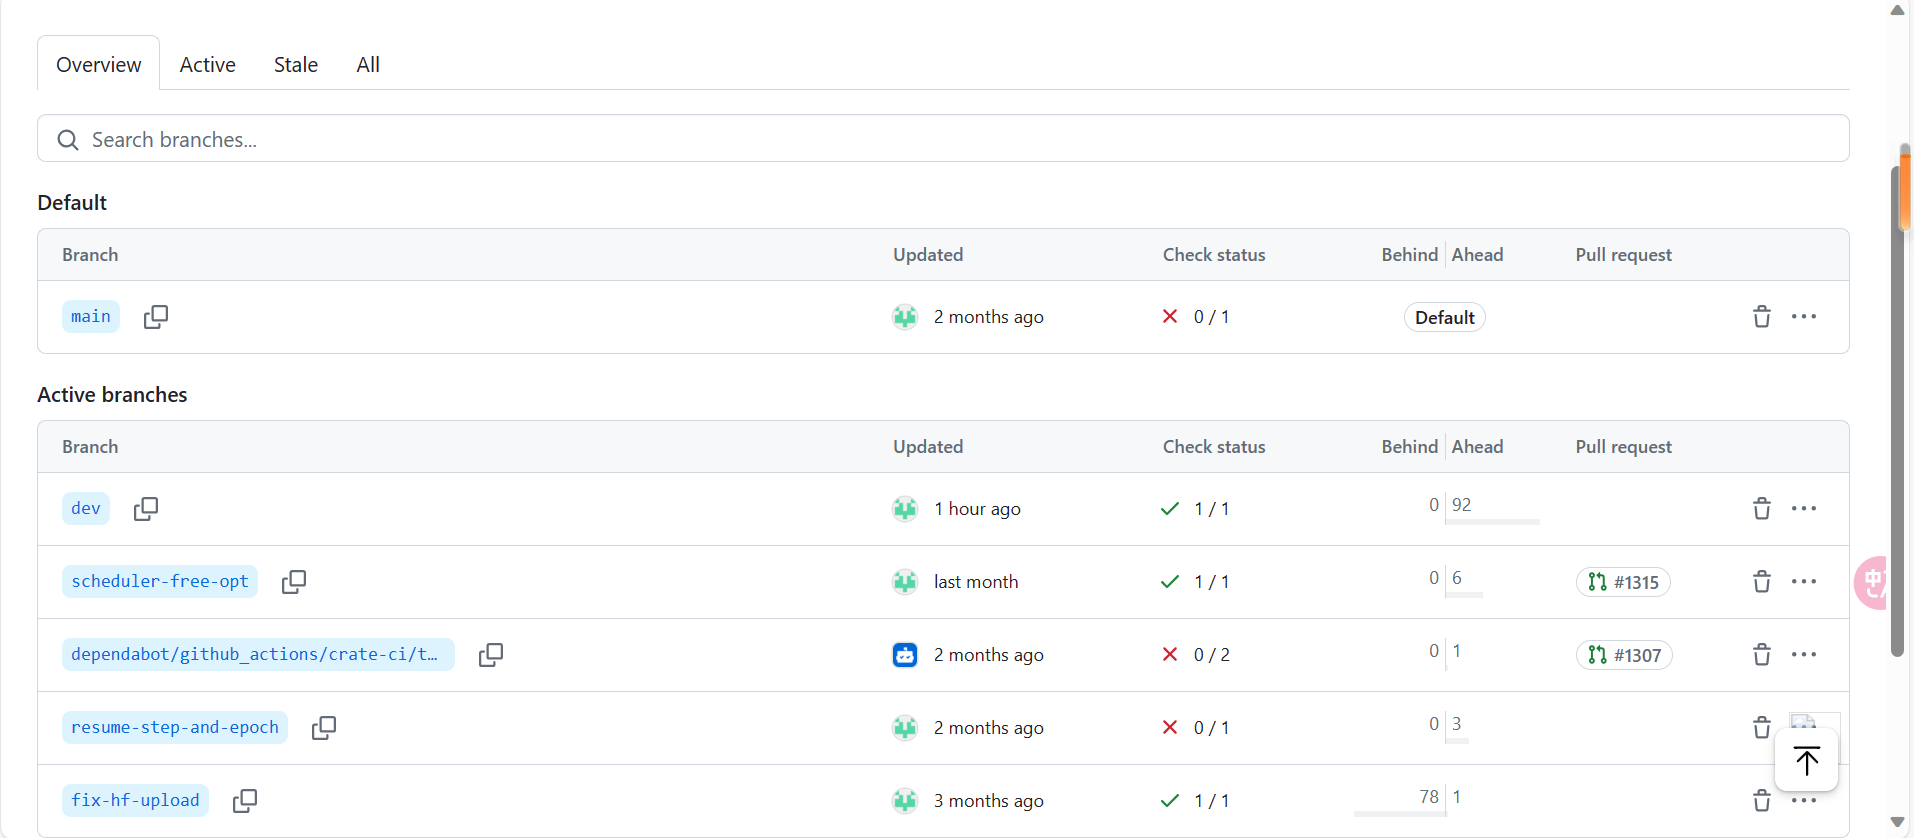 Overview Active Stale All
Search branches...
Default
Branch Updated Check status Behind Ahead Pull request
main 2 months ago 0 / 1 Default
Active branches
Branch Updated Check status Behind Ahead Pull request
dev 1 hour ago 1 / 1 0 92
scheduler-free-opt last month 1 / 1 0 6 #1315
dependabot/github_actions/crate-ci/t… 2 months ago 0 / 2 0 1 #1307
resume-step-and-epoch 2 months ago 0 / 1 0 3
fix-hf-upload 3 months ago 1 / 1 78 1